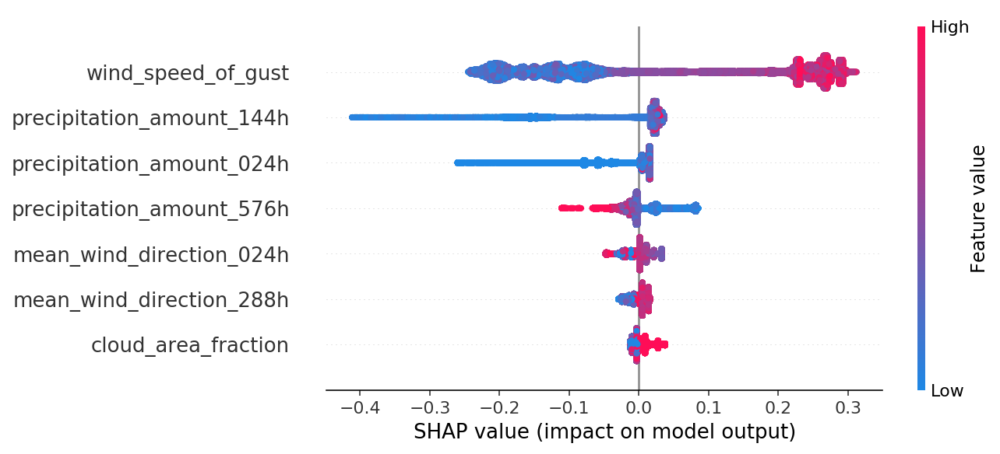 High
wind_speed_of_gust
precipitation_amount_144h
precipitation_amount_024h
precipitation_amount_576h
mean_wind_direction_024h
mean_wind_direction_288h
cloud_area_fraction
Feature value
Low
−0.4 −0.3 −0.2 −0.1 0.0 0.1 0.2 0.3
SHAP value (impact on model output)